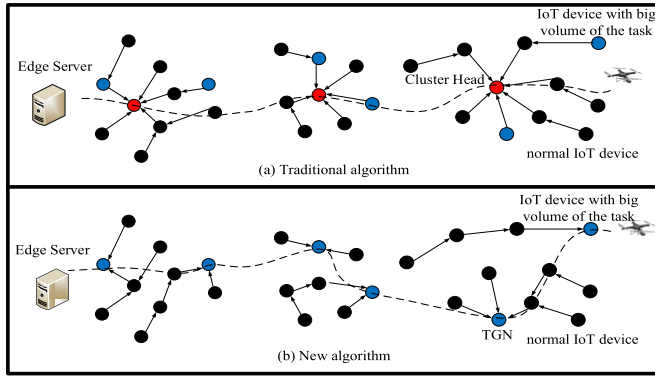 IoT device with big
volume of the task
Edge Server
Cluster Head
normal IoT device
(a) Traditional algorithm
IoT device with big
volume of the task
Edge Server
TGN
normal IoT device
(b) New algorithm